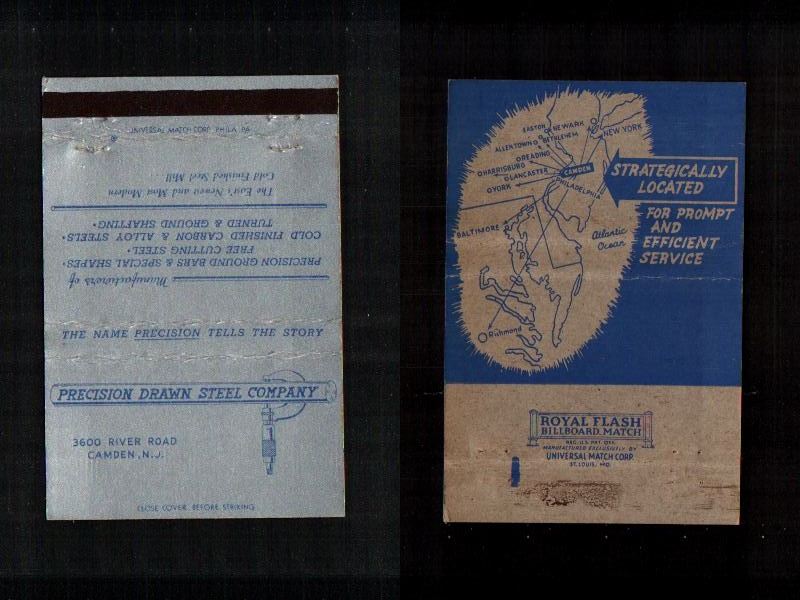 UNIVERSAL MATCH CORP. PHILA. PA.
The East's Newest and Most Modern
Cold Finished Steel Mill
Manufacturers of
PRECISION GROUND BARS & SPECIAL SHAPES•
FREE CUTTING STEEL•
COLD FINISHED CARBON & ALLOY STEELS•
TURNED & GROUND SHAFTING•
THE NAME PRECISION TELLS THE STORY
PRECISION DRAWN STEEL COMPANY
3600 RIVER ROAD
CAMDEN, N.J.
CLOSE COVER BEFORE STRIKING
EASTON
NEWARK
NEW YORK
ALLENTOWN
BETHLEHEM
READING
HARRISBURG
LANCASTER
CAMDEN
YORK
PHILADELPHIA
BALTIMORE
Atlantic
Ocean
Richmond
STRATEGICALLY
LOCATED
FOR PROMPT
AND
EFFICIENT
SERVICE
ROYAL FLASH
BILLBOARD MATCH
REG. U.S. PAT. OFF.
MANUFACTURED EXCLUSIVELY BY
UNIVERSAL MATCH CORP.
ST. LOUIS, MO.